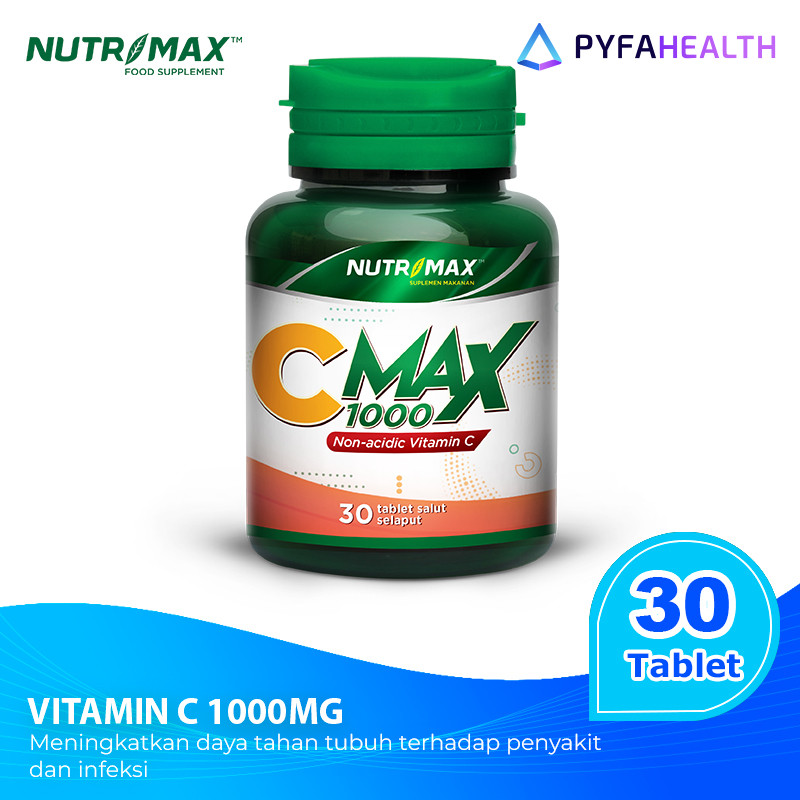 NUTRIMAX™
FOOD SUPPLEMENT
PYFAHEALTH
NUTRIMAX™
SUPLEMEN MAKANAN
CMAX
1000
Non-acidic Vitamin C
30 tablet salut
selaput
30
Tablet
VITAMIN C 1000MG
Meningkatkan daya tahan tubuh terhadap penyakit
dan infeksi